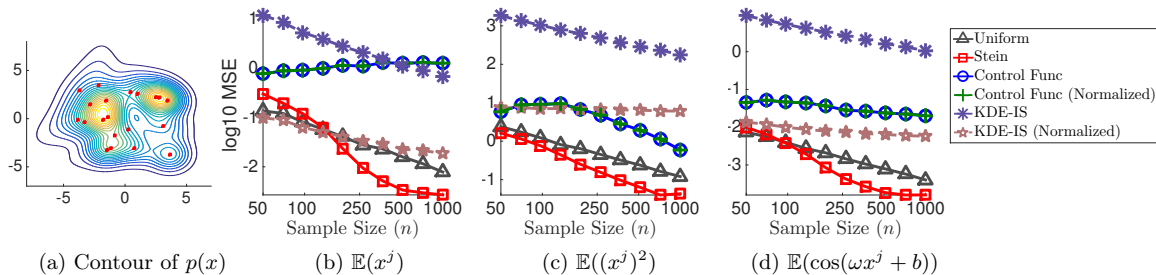 5
0
-5
-5
0
5
log10 MSE
1
0
-1
-2
50
100
250
500
1000
Sample Size (n)
3
2
1
0
-1
50
100
250
500
1000
Sample Size (n)
0
-1
-2
-3
50
100
250
500
1000
Sample Size (n)
Uniform
Stein
Control Func
Control Func (Normalized)
KDE-IS
KDE-IS (Normalized)
(a) Contour of p(x)
(b) 𝔼(x^j)
(c) 𝔼((x^j)^2)
(d) 𝔼(cos(ωx^j + b))